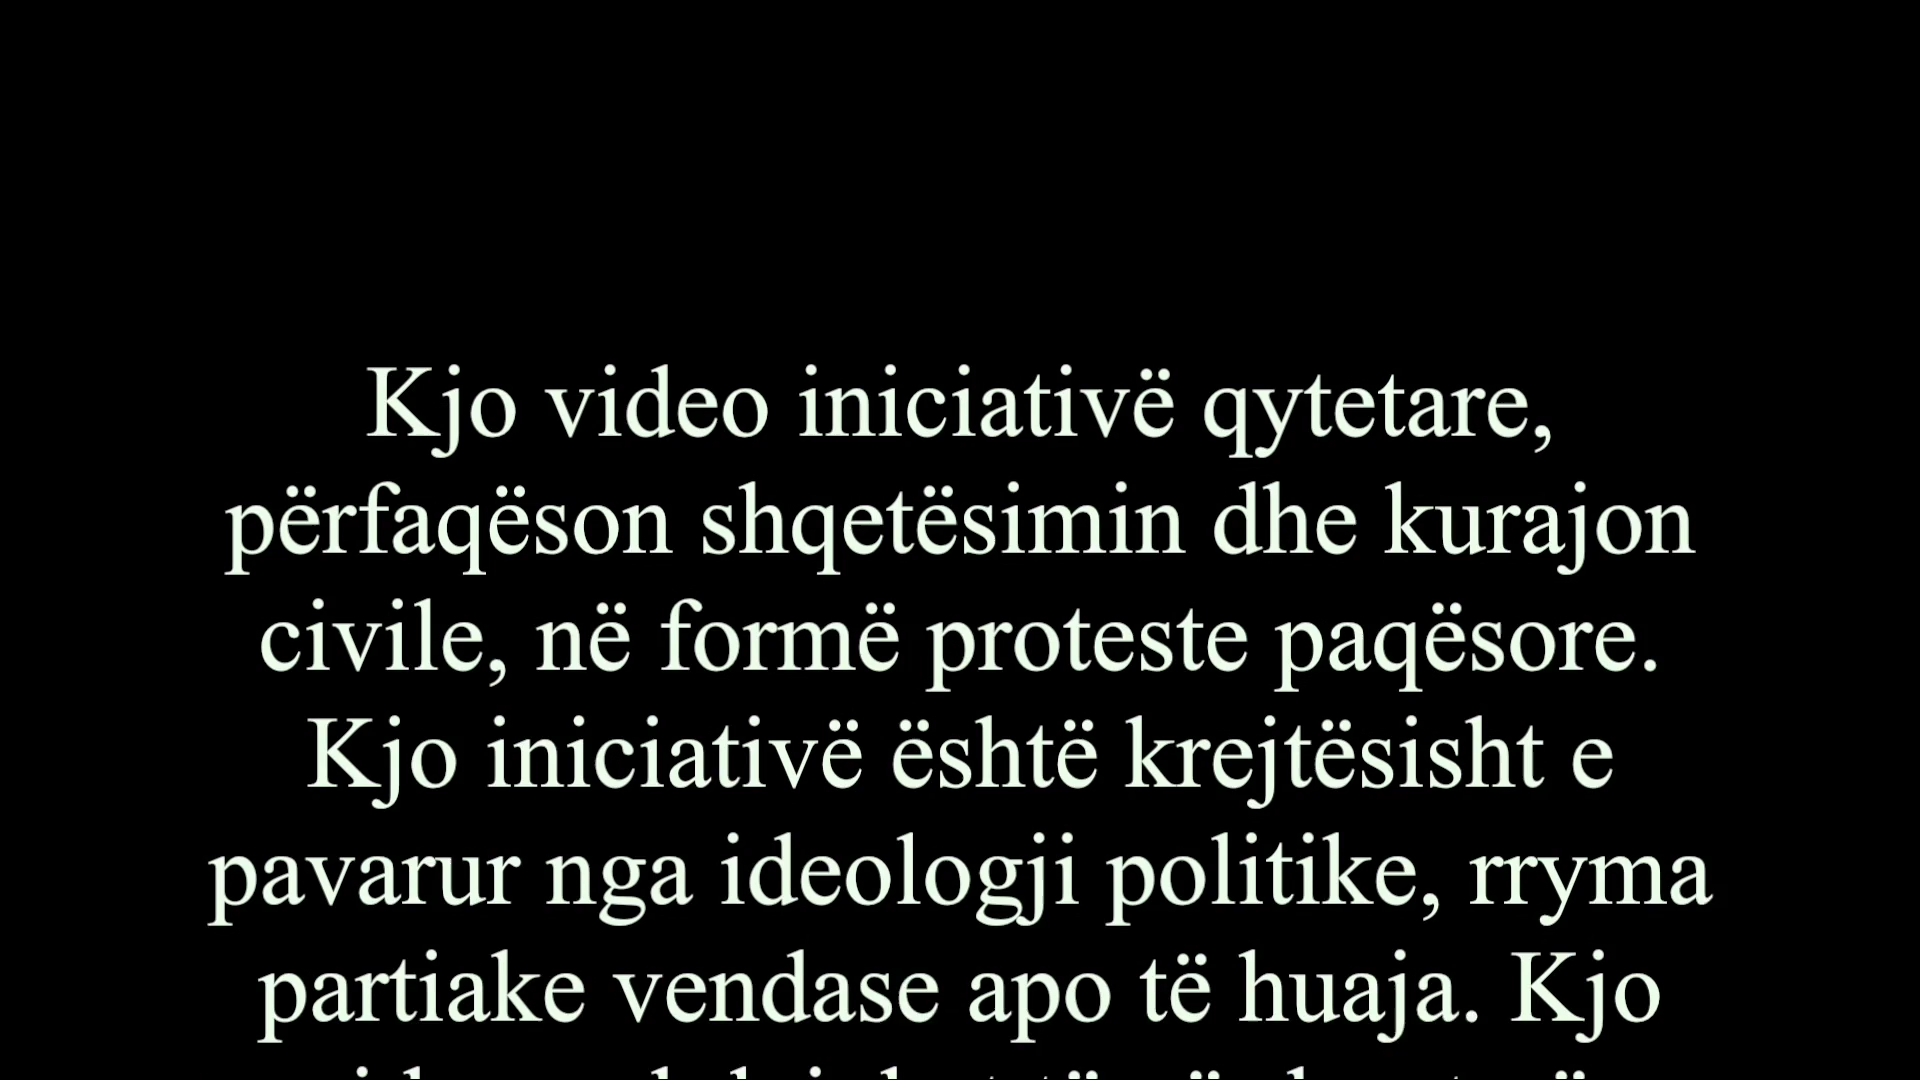 Kjo video iniciativë qytetare,
përfaqëson shqetësimin dhe kurajon
civile, në formë proteste paqësore.
Kjo iniciativë është krejtësisht e
pavarur nga ideologji politike, rryma
partiake vendase apo të huaja. Kjo